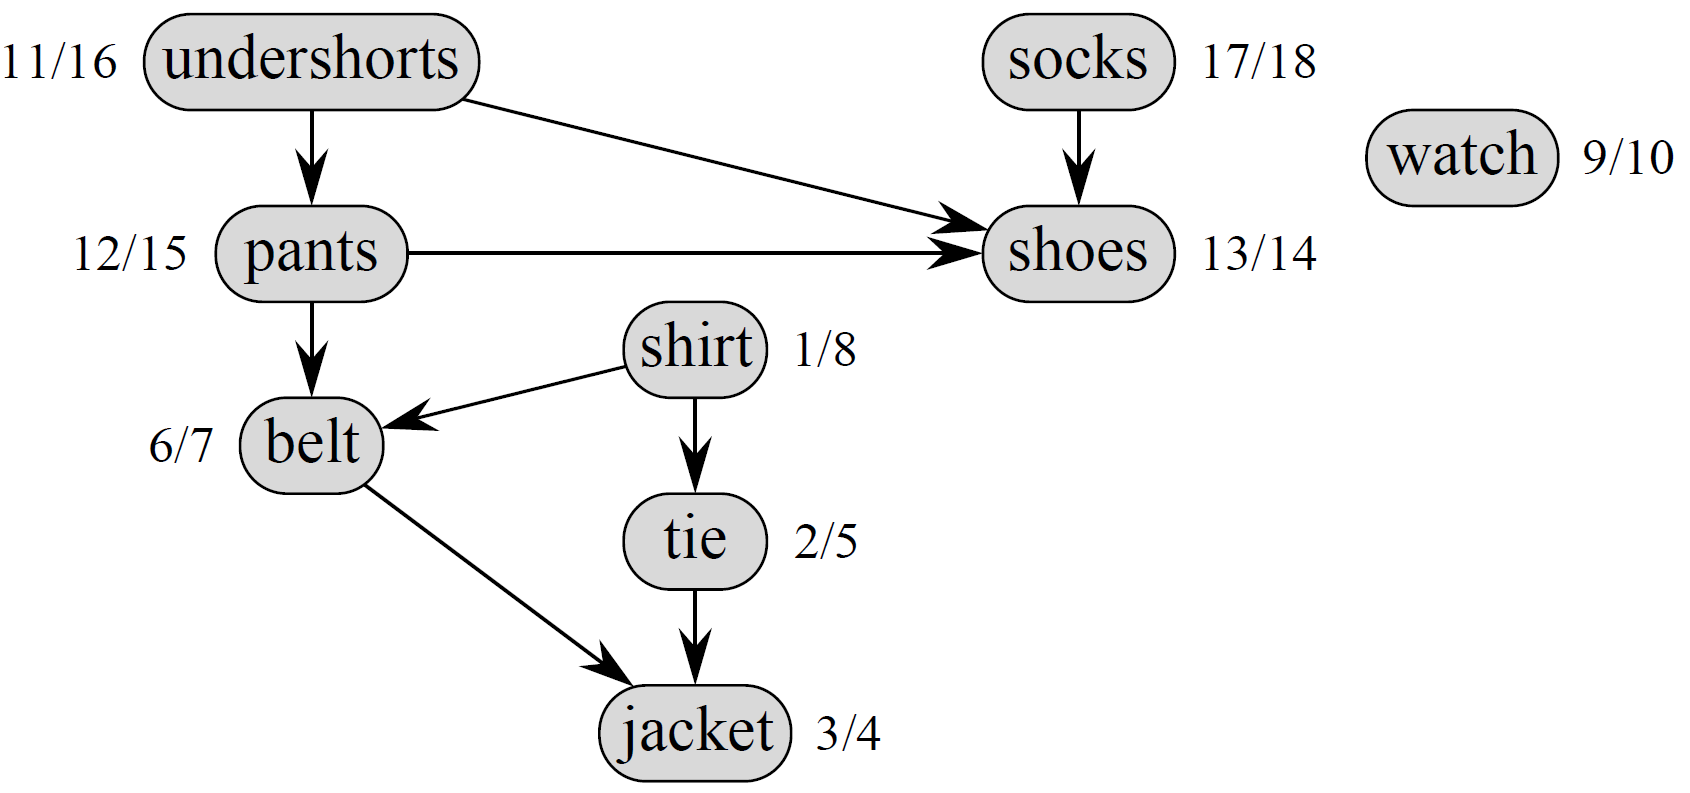 11/16 undershorts
socks 17/18
watch 9/10
12/15 pants
shoes 13/14
shirt 1/8
6/7 belt
tie 2/5
jacket 3/4